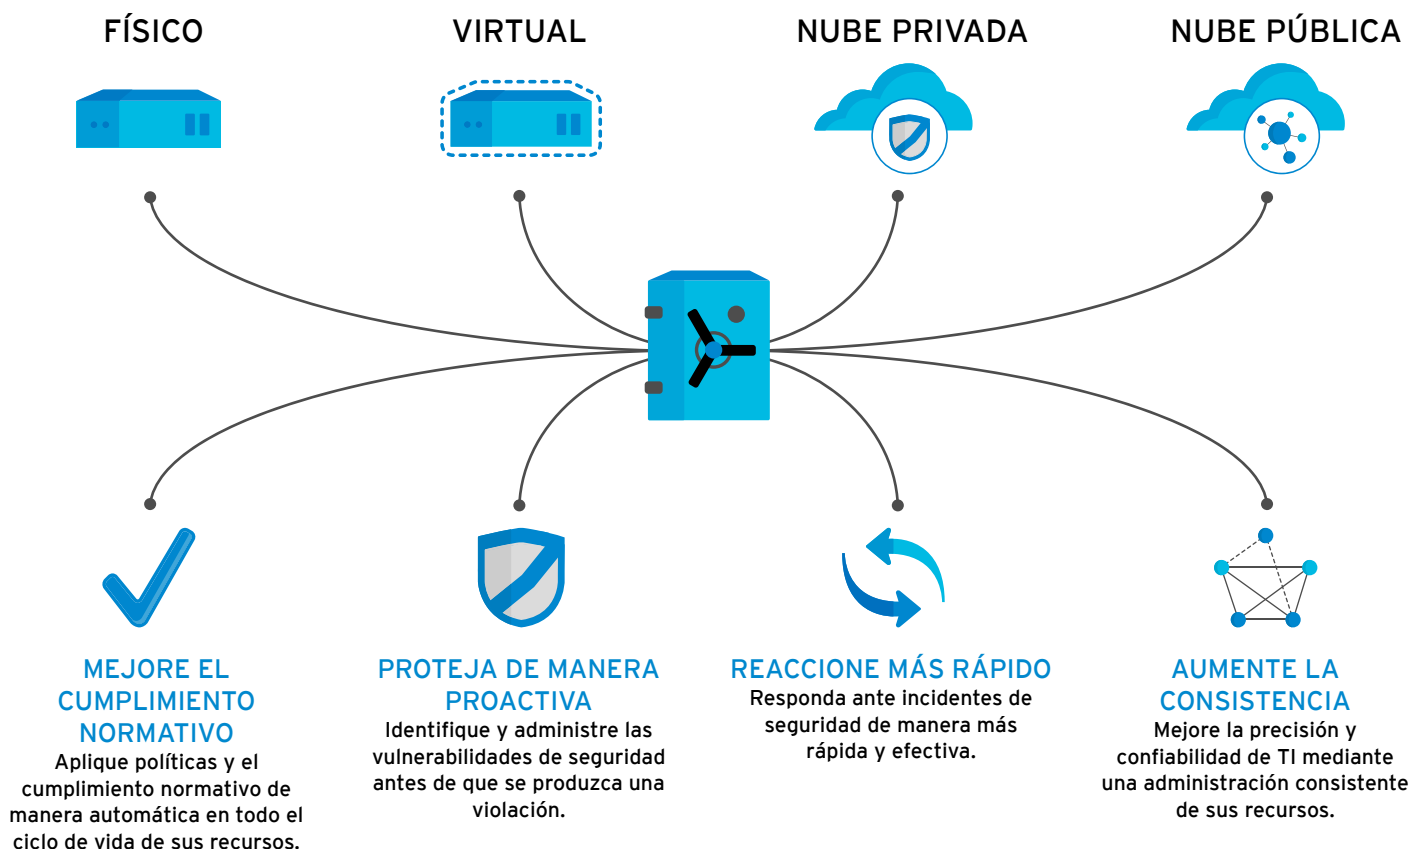 FÍSICO
VIRTUAL
NUBE PRIVADA
NUBE PÚBLICA
MEJORE EL
CUMPLIMIENTO
NORMATIVO
Aplique políticas y el
cumplimiento normativo de
manera automática en todo el
ciclo de vida de sus recursos.
PROTEJA DE MANERA
PROACTIVA
Identifique y administre las
vulnerabilidades de seguridad
antes de que se produzca una
violación.
REACCIONE MÁS RÁPIDO
Responda ante incidentes de
seguridad de manera más
rápida y efectiva.
AUMENTE LA
CONSISTENCIA
Mejore la precisión y
confiabilidad de TI mediante
una administración consistente
de sus recursos.